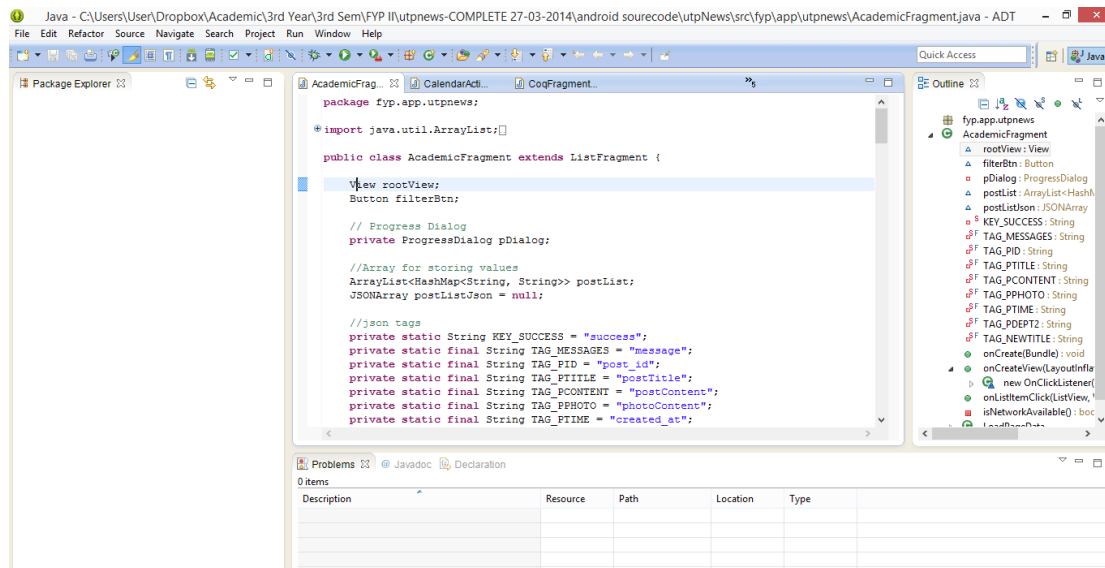 Java - C:\Users\User\Dropbox\Academic\3rd Year\3rd Sem\FYP II\utpnews-COMPLETE 27-03-2014\android sourecode\utpNews\src\fyp\app\utpnews\AcademicFragment.java - ADT
File Edit Refactor Source Navigate Search Project Run Window Help
Quick Access
Java
Package Explorer
AcademicFrag... CalendarActi... CoqFragment... »5
package fyp.app.utpnews;
import java.util.ArrayList;
public class AcademicFragment extends ListFragment {
View rootView;
Button filterBtn;
// Progress Dialog
private ProgressDialog pDialog;
//Array for storing values
ArrayList<HashMap<String, String>> postList;
JSONArray postListJson = null;
//json tags
private static String KEY_SUCCESS = "success";
private static final String TAG_MESSAGES = "message";
private static final String TAG_PID = "post_id";
private static final String TAG_PTITLE = "postTitle";
private static final String TAG_PCONTENT = "postContent";
private static final String TAG_PPHOTO = "photoContent";
private static final String TAG_PTIME = "created_at";
Outline
fyp.app.utpnews
AcademicFragment
rootView : View
filterBtn : Button
pDialog : ProgressDialog
postList : ArrayList<Hash
postListJson : JSONArray
KEY_SUCCESS : String
TAG_MESSAGES : String
TAG_PID : String
TAG_PTITLE : String
TAG_PCONTENT : String
TAG_PPHOTO : String
TAG_PTIME : String
TAG_PDEPT2 : String
TAG_NEWTITLE : String
onCreate(Bundle) : void
onCreateView(LayoutInfla
new OnClickListener(
onListItemClick(ListView,
isNetworkAvailable() : boo
LoadPageData
Problems @ Javadoc Declaration
0 items
Description Resource Path Location Type